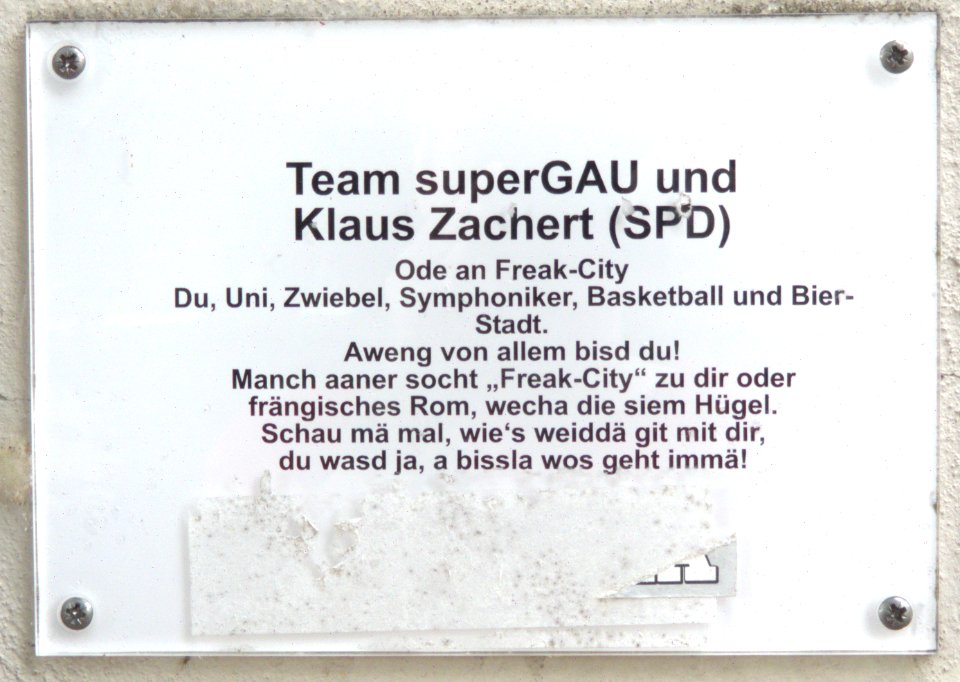 Team superGAU und
Klaus Zachert (SPD)
Ode an Freak-City
Du, Uni, Zwiebel, Symphoniker, Basketball und Bier-
Stadt.
Aweng von allem bisd du!
Manch aaner socht „Freak-City“ zu dir oder
frängisches Rom, wecha die siem Hügel.
Schau mä mal, wie‘s weiddä git mit dir,
du wasd ja, a bissla wos geht immä!